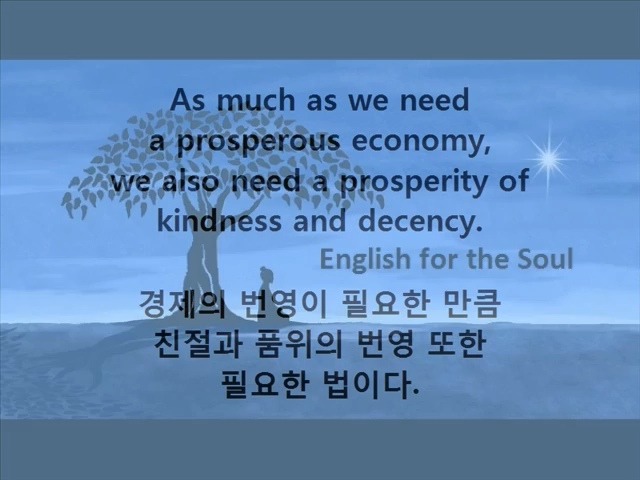 As much as we need
a prosperous economy,
we also need a prosperity of
kindness and decency.
English for the Soul
경제의 번영이 필요한 만큼
친절과 품위의 번영 또한
필요한 법이다.